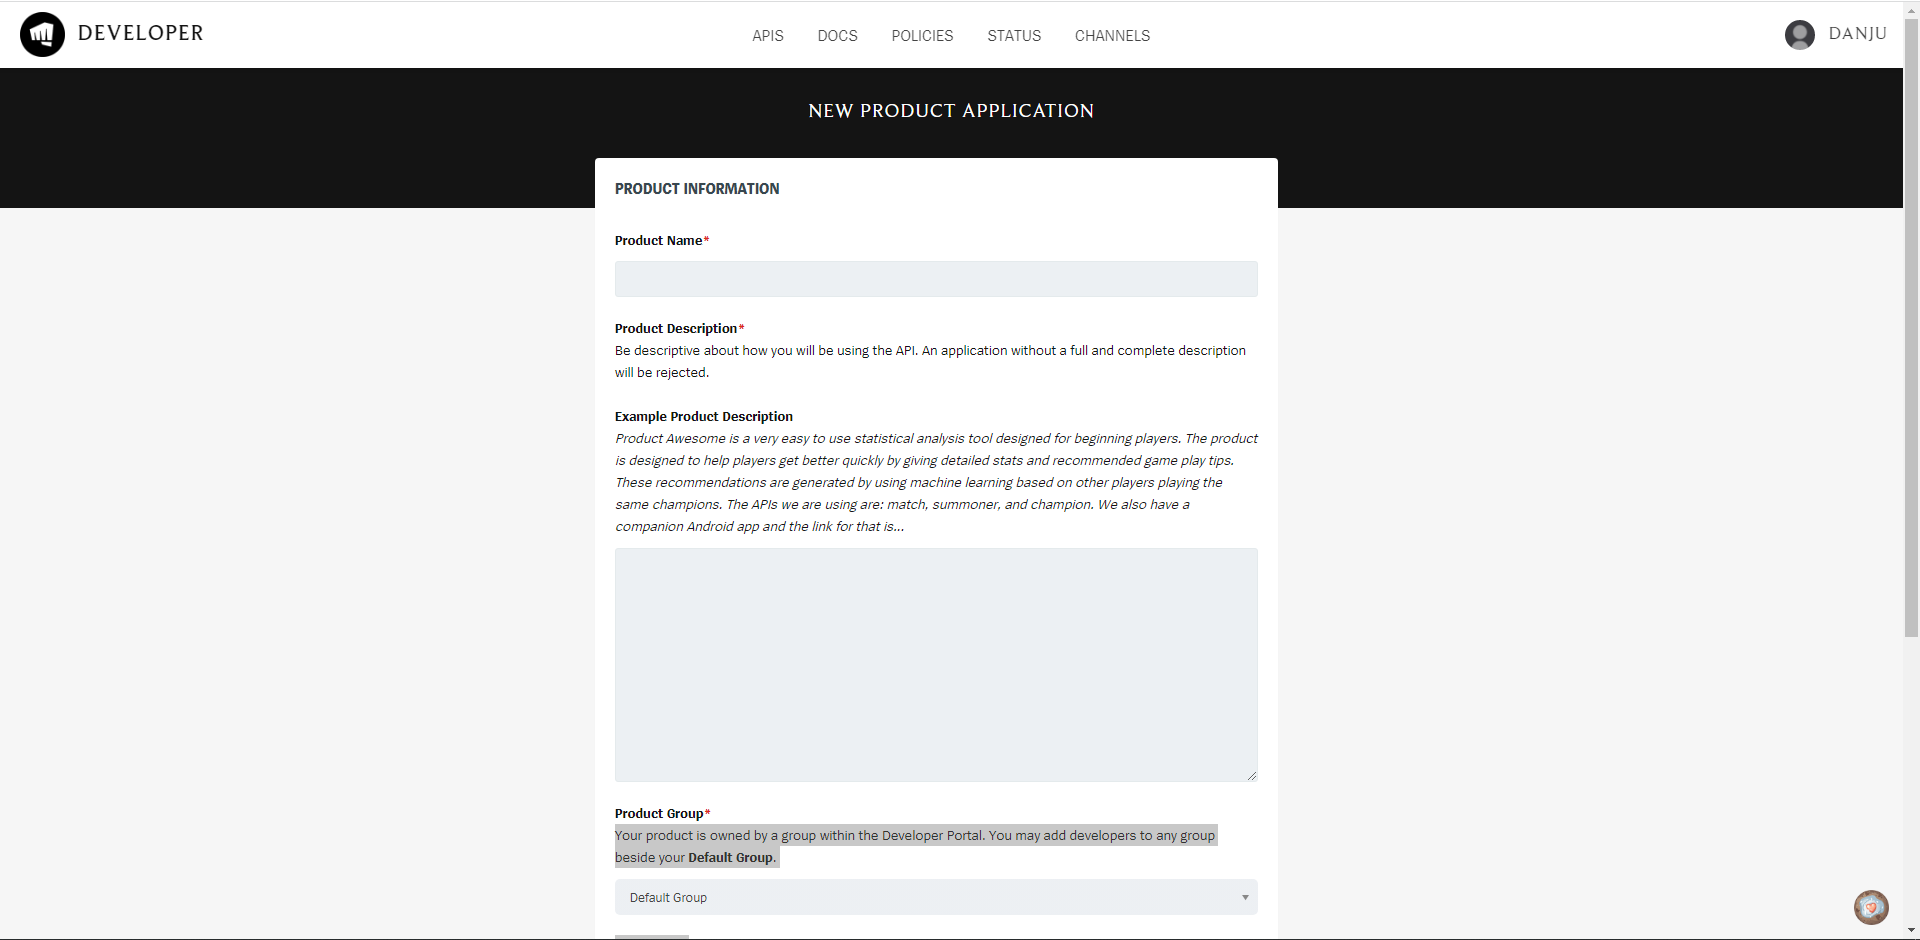 DEVELOPER
APIS
DOCS
POLICIES
STATUS
CHANNELS
DANJU
NEW PRODUCT APPLICATION
PRODUCT INFORMATION
Product Name*
Product Description*
Be descriptive about how you will be using the API. An application without a full and complete description
will be rejected.
Example Product Description
Product Awesome is a very easy to use statistical analysis tool designed for beginning players. The product
is designed to help players get better quickly by giving detailed stats and recommended game play tips.
These recommendations are generated by using machine learning based on other players playing the
same champions. The APIs we are using are: match, summoner, and champion. We also have a
companion Android app and the link for that is...
Product Group*
Your product is owned by a group within the Developer Portal. You may add developers to any group
beside your Default Group.
Default Group